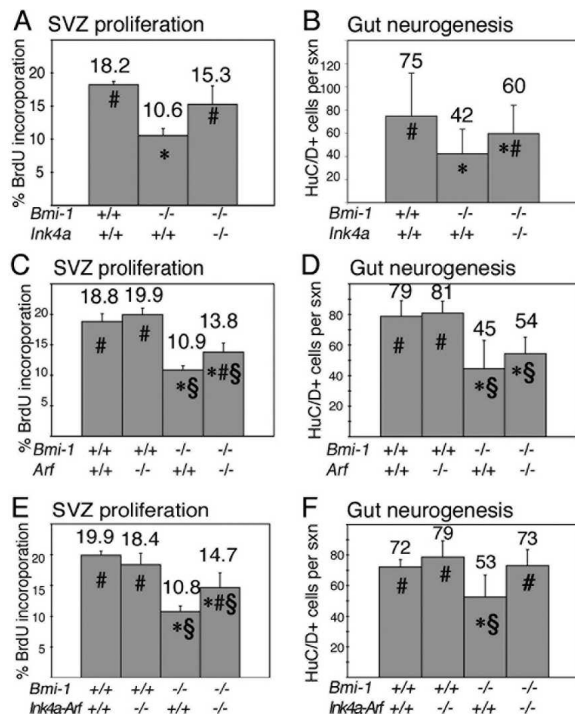 A SVZ proliferation
% BrdU incoroporation
20
15
10
5
18.2
10.6
15.3
#
*
#
Bmi-1 +/+ -/- -/-
Ink4a +/+ +/+ -/-
B Gut neurogenesis
HuC/D+ cells per sxn
120
100
80
60
40
75
42
60
#
*
*#
Bmi-1 +/+ -/- -/-
Ink4a +/+ +/+ -/-
C SVZ proliferation
% BrdU incoroporation
20
15
10
5
18.8
19.9
10.9
13.8
#
#
*§
*#§
Bmi-1 +/+ +/+ -/- -/-
Arf +/+ -/- +/+ -/-
D Gut neurogenesis
HuC/D+ cells per sxn
80
60
40
20
79
81
45
54
#
#
*§
*§
Bmi-1 +/+ +/+ -/- -/-
Arf +/+ -/- +/+ -/-
E SVZ proliferation
% BrdU incoroporation
20
15
10
5
19.9
18.4
10.8
14.7
#
#
*§
*#§
Bmi-1 +/+ +/+ -/- -/-
Ink4a-Arf +/+ -/- +/+ -/-
F Gut neurogenesis
HuC/D+ cells per sxn
80
60
40
20
72
79
53
73
#
#
*§
#
Bmi-1 +/+ +/+ -/- -/-
Ink4a-Arf +/+ -/- +/+ -/-